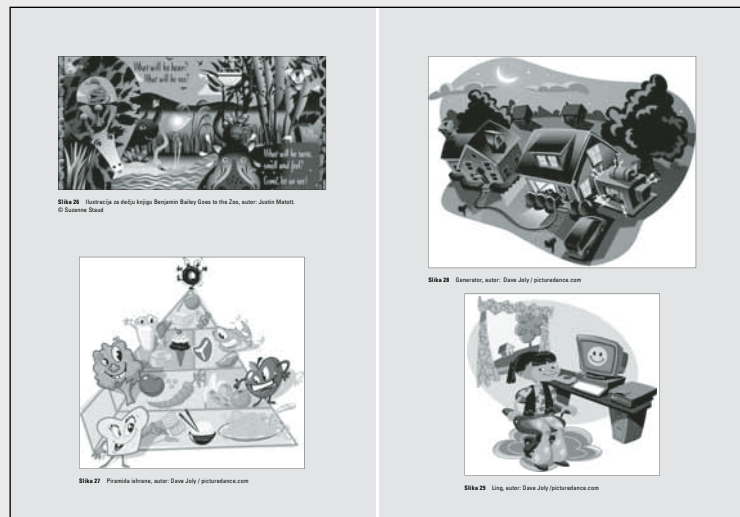 What will he hear?
What will he see?
What will he taste,
smell and feel?
Come, let us see!
Slika 26 Ilustracija za dečju knjigu Benjamin Bailey Goes to the Zoo, autor: Justin Matott.
© Suzanne Staud
Slika 27 Piramida ishrane, autor: Dave Joly / picturedance.com
Slika 28 Generator, autor: Dave Joly / picturedance.com
Slika 29 Ling, autor: Dave Joly /picturedance.com